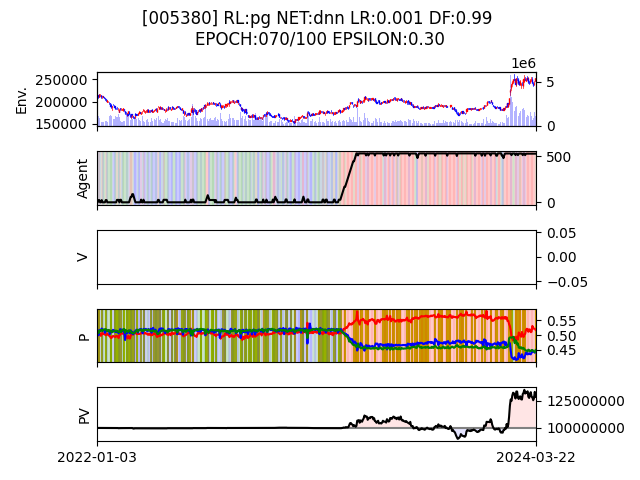 [005380] RL:pg NET:dnn LR:0.001 DF:0.99
EPOCH:070/100 EPSILON:0.30
1e6
Env.
250000
200000
150000
5
0
Agent
500
0
V
0.05
0.00
−0.05
P
0.55
0.50
0.45
PV
125000000
100000000
2022-01-03
2024-03-22